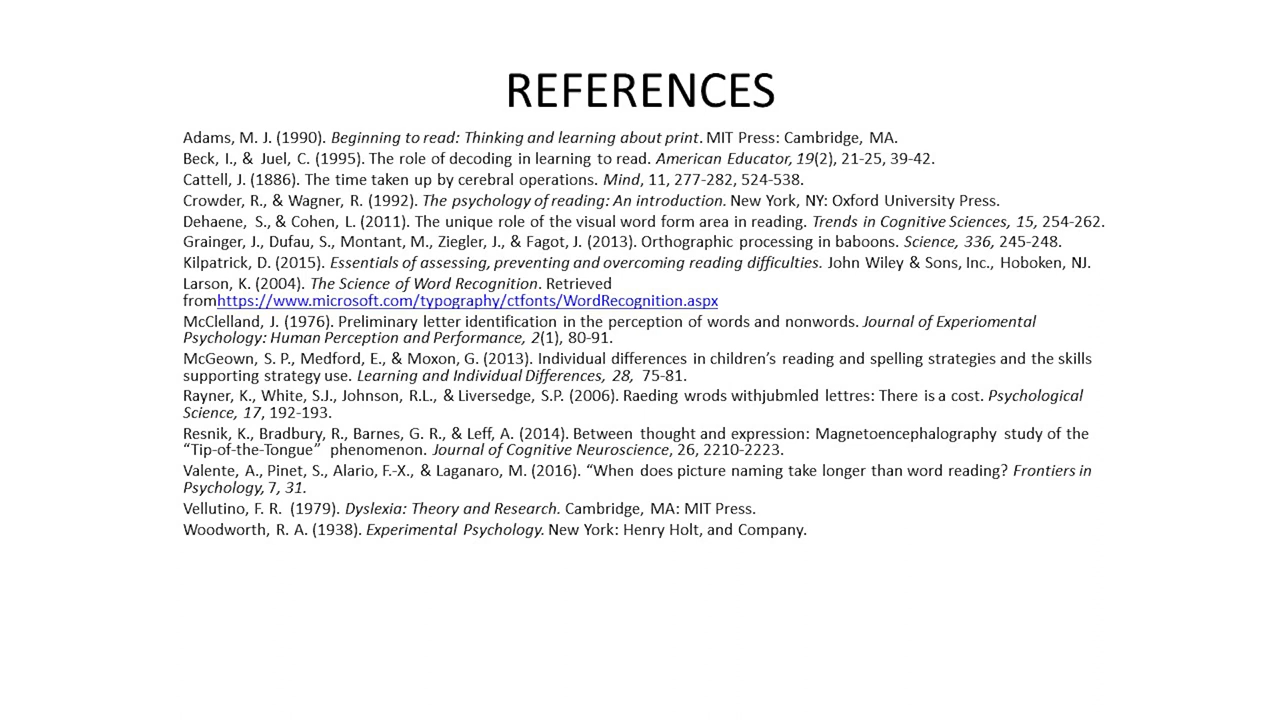 REFERENCES
Adams, M. J. (1990). Beginning to read: Thinking and learning about print. MIT Press: Cambridge, MA.
Beck, I., & Juel, C. (1995). The role of decoding in learning to read. American Educator, 19(2), 21-25, 39-42.
Cattell, J. (1886). The time taken up by cerebral operations. Mind, 11, 277-282, 524-538.
Crowder, R., & Wagner, R. (1992). The psychology of reading: An introduction. New York, NY: Oxford University Press.
Dehaene, S., & Cohen, L. (2011). The unique role of the visual word form area in reading. Trends in Cognitive Sciences, 15, 254-262.
Grainger, J., Dufau, S., Montant, M., Ziegler, J., & Fagot, J. (2013). Orthographic processing in baboons. Science, 336, 245-248.
Kilpatrick, D. (2015). Essentials of assessing, preventing and overcoming reading difficulties. John Wiley & Sons, Inc., Hoboken, NJ.
Larson, K. (2004). The Science of Word Recognition. Retrieved
fromhttps://www.microsoft.com/typography/ctfonts/WordRecognition.aspx
McClelland, J. (1976). Preliminary letter identification in the perception of words and nonwords. Journal of Experiomental
Psychology: Human Perception and Performance, 2(1), 80-91.
McGeown, S. P., Medford, E., & Moxon, G. (2013). Individual differences in children's reading and spelling strategies and the skills
supporting strategy use. Learning and Individual Differences, 28, 75-81.
Rayner, K., White, S.J., Johnson, R.L., & Liversedge, S.P. (2006). Raeding wrods withjubmled lettres: There is a cost. Psychological
Science, 17, 192-193.
Resnik, K., Bradbury, R., Barnes, G. R., & Leff, A. (2014). Between thought and expression: Magnetoencephalography study of the
“Tip-of-the-Tongue” phenomenon. Journal of Cognitive Neuroscience, 26, 2210-2223.
Valente, A., Pinet, S., Alario, F.-X., & Laganaro, M. (2016). “When does picture naming take longer than word reading? Frontiers in
Psychology, 7, 31.
Vellutino, F. R. (1979). Dyslexia: Theory and Research. Cambridge, MA: MIT Press.
Woodworth, R. A. (1938). Experimental Psychology. New York: Henry Holt, and Company.